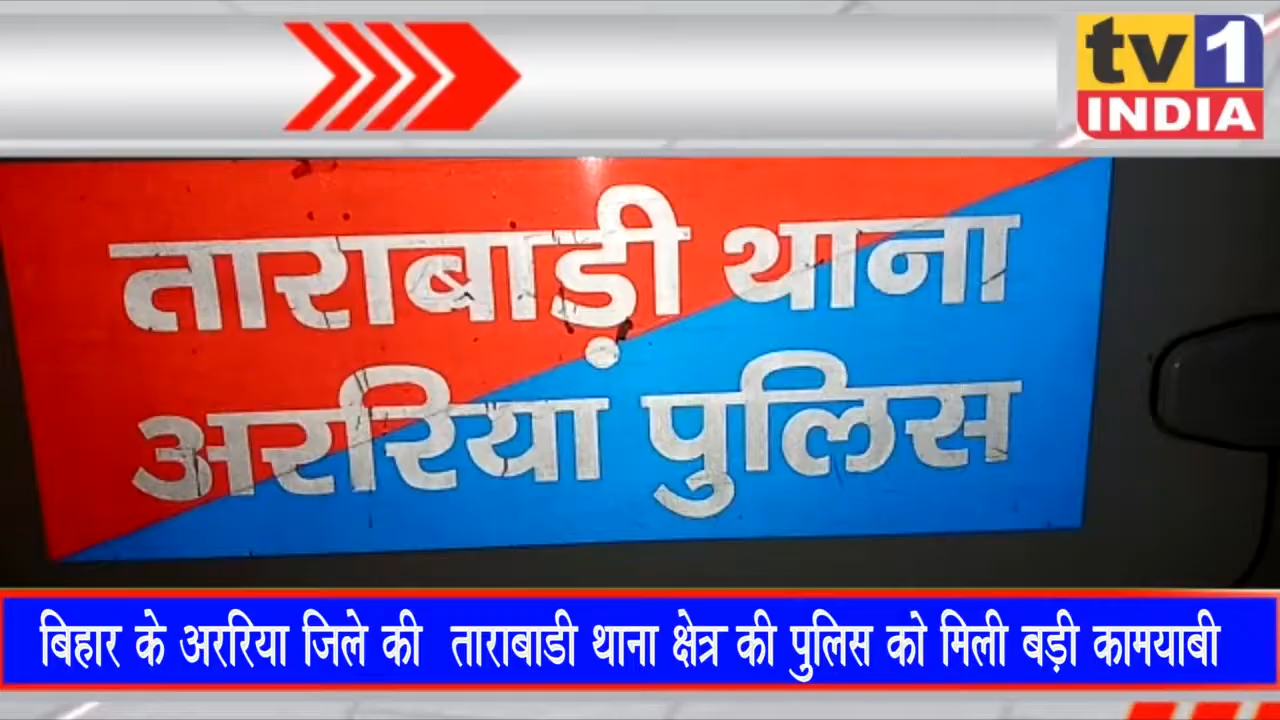 tv1
INDIA
ताराबाड़ी थाना
अररिया पुलिस
बिहार के अररिया जिले की ताराबाडी थाना क्षेत्र की पुलिस को मिली बड़ी कामयाबी